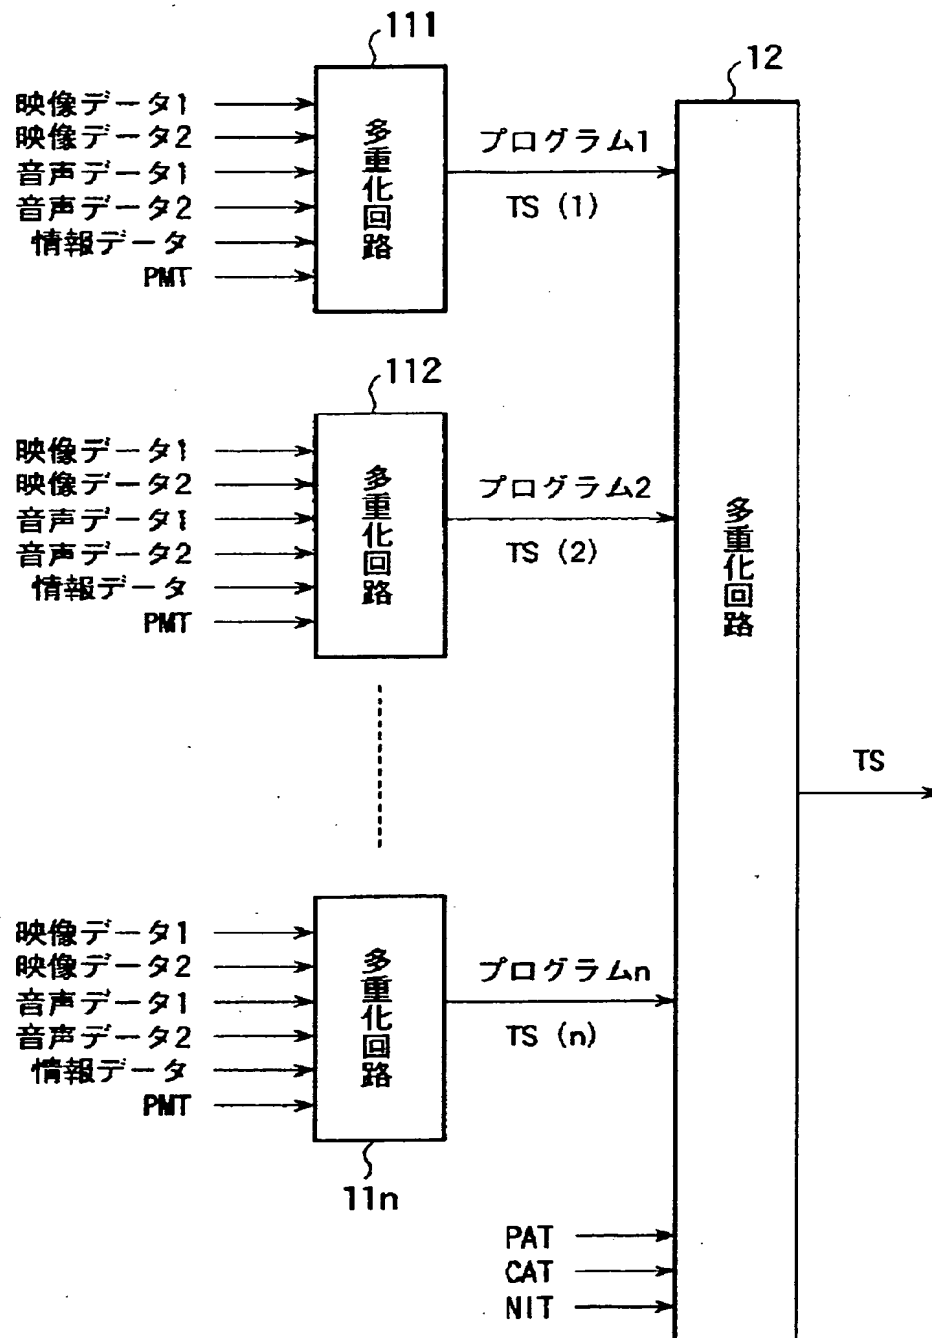 111
12
映像データ1
映像データ2
音声データ1
音声データ2
情報データ
PMT
多重化回路
プログラム1
TS (1)
112
映像データ1
映像データ2
音声データ1
音声データ2
情報データ
PMT
多重化回路
プログラム2
TS (2)
多重化回路
TS
映像データ1
映像データ2
音声データ1
音声データ2
情報データ
PMT
多重化回路
プログラムn
TS (n)
11n
PAT
CAT
NIT